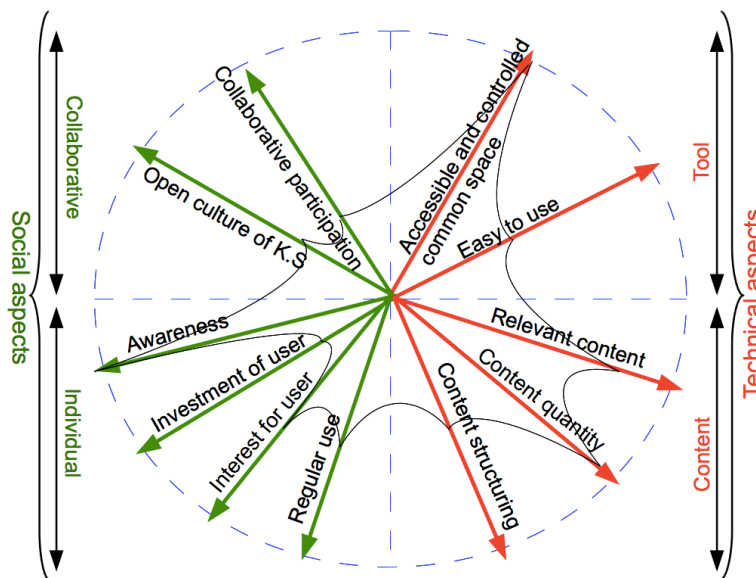 Social aspects
Collaborative
Individual
Collaborative participation
Open culture of K.S
Awareness
Investment of user
Interest for user
Regular use
Accessible and controlled
common space
Easy to use
Relevant content
Content quantity
Content structuring
Tool
Content
Technical aspects